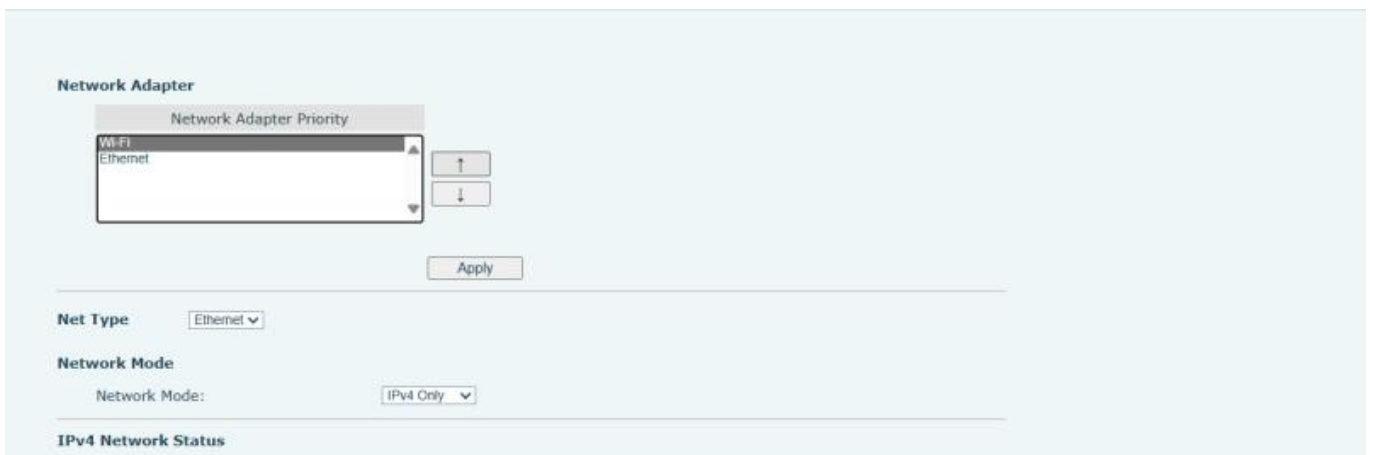 Network Adapter
Network Adapter Priority
Wi-Fi
Ethernet
↑
↓
Apply
Net Type Ethernet
Network Mode
Network Mode: IPv4 Only
IPv4 Network Status